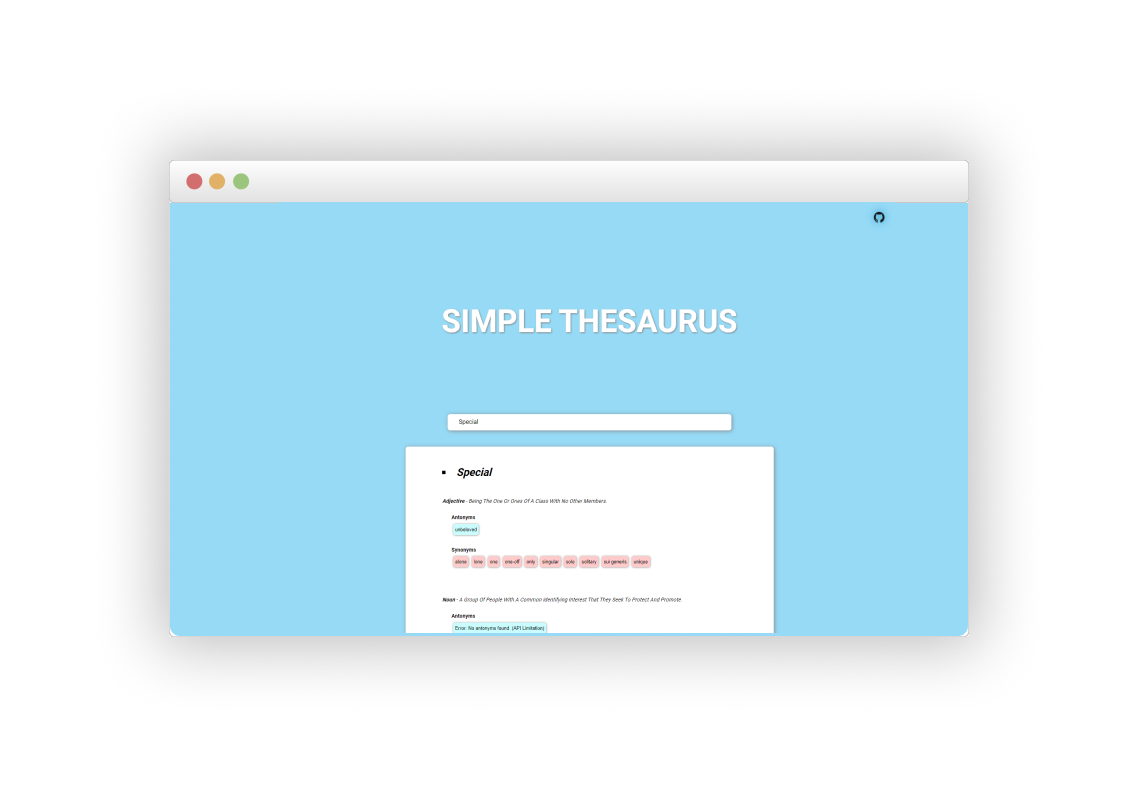 SIMPLE THESAURUS
Special
Special
Adjective - Being The One Or Ones Of A Class With No Other Members.
Antonyms
unbeloved
Synonyms
alone lone one one-off only singular sole solitary sui generis unique
Noun - A Group Of People With A Common Identifying Interest That They Seek To Protect And Promote.
Antonyms
Error: No antonyms found (API Limitation)